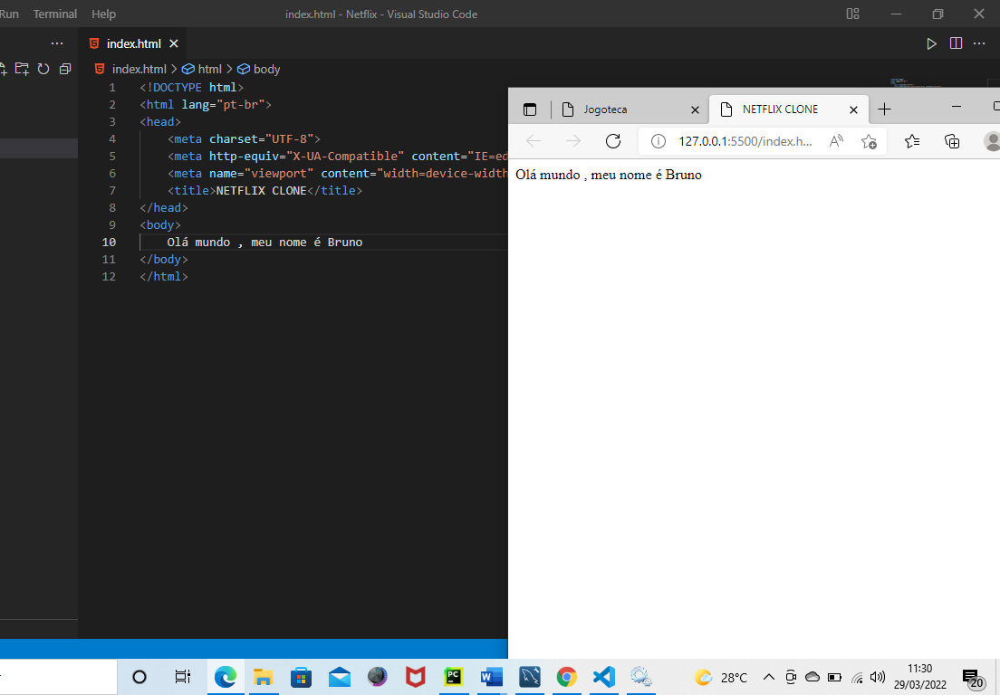 Run Terminal Help
index.html - Netflix - Visual Studio Code
index.html
index.html > html > body
1 <!DOCTYPE html>
2 <html lang="pt-br">
3 <head>
4 <meta charset="UTF-8">
5 <meta http-equiv="X-UA-Compatible" content="IE=ed
6 <meta name="viewport" content="width=device-width
7 <title>NETFLIX CLONE</title>
8 </head>
9 <body>
10 Olá mundo , meu nome é Bruno
11 </body>
12 </html>
Jogoteca
NETFLIX CLONE
127.0.0.1:5500/index.h...
Olá mundo , meu nome é Bruno
PC
W
28°C
11:30
29/03/2022
20